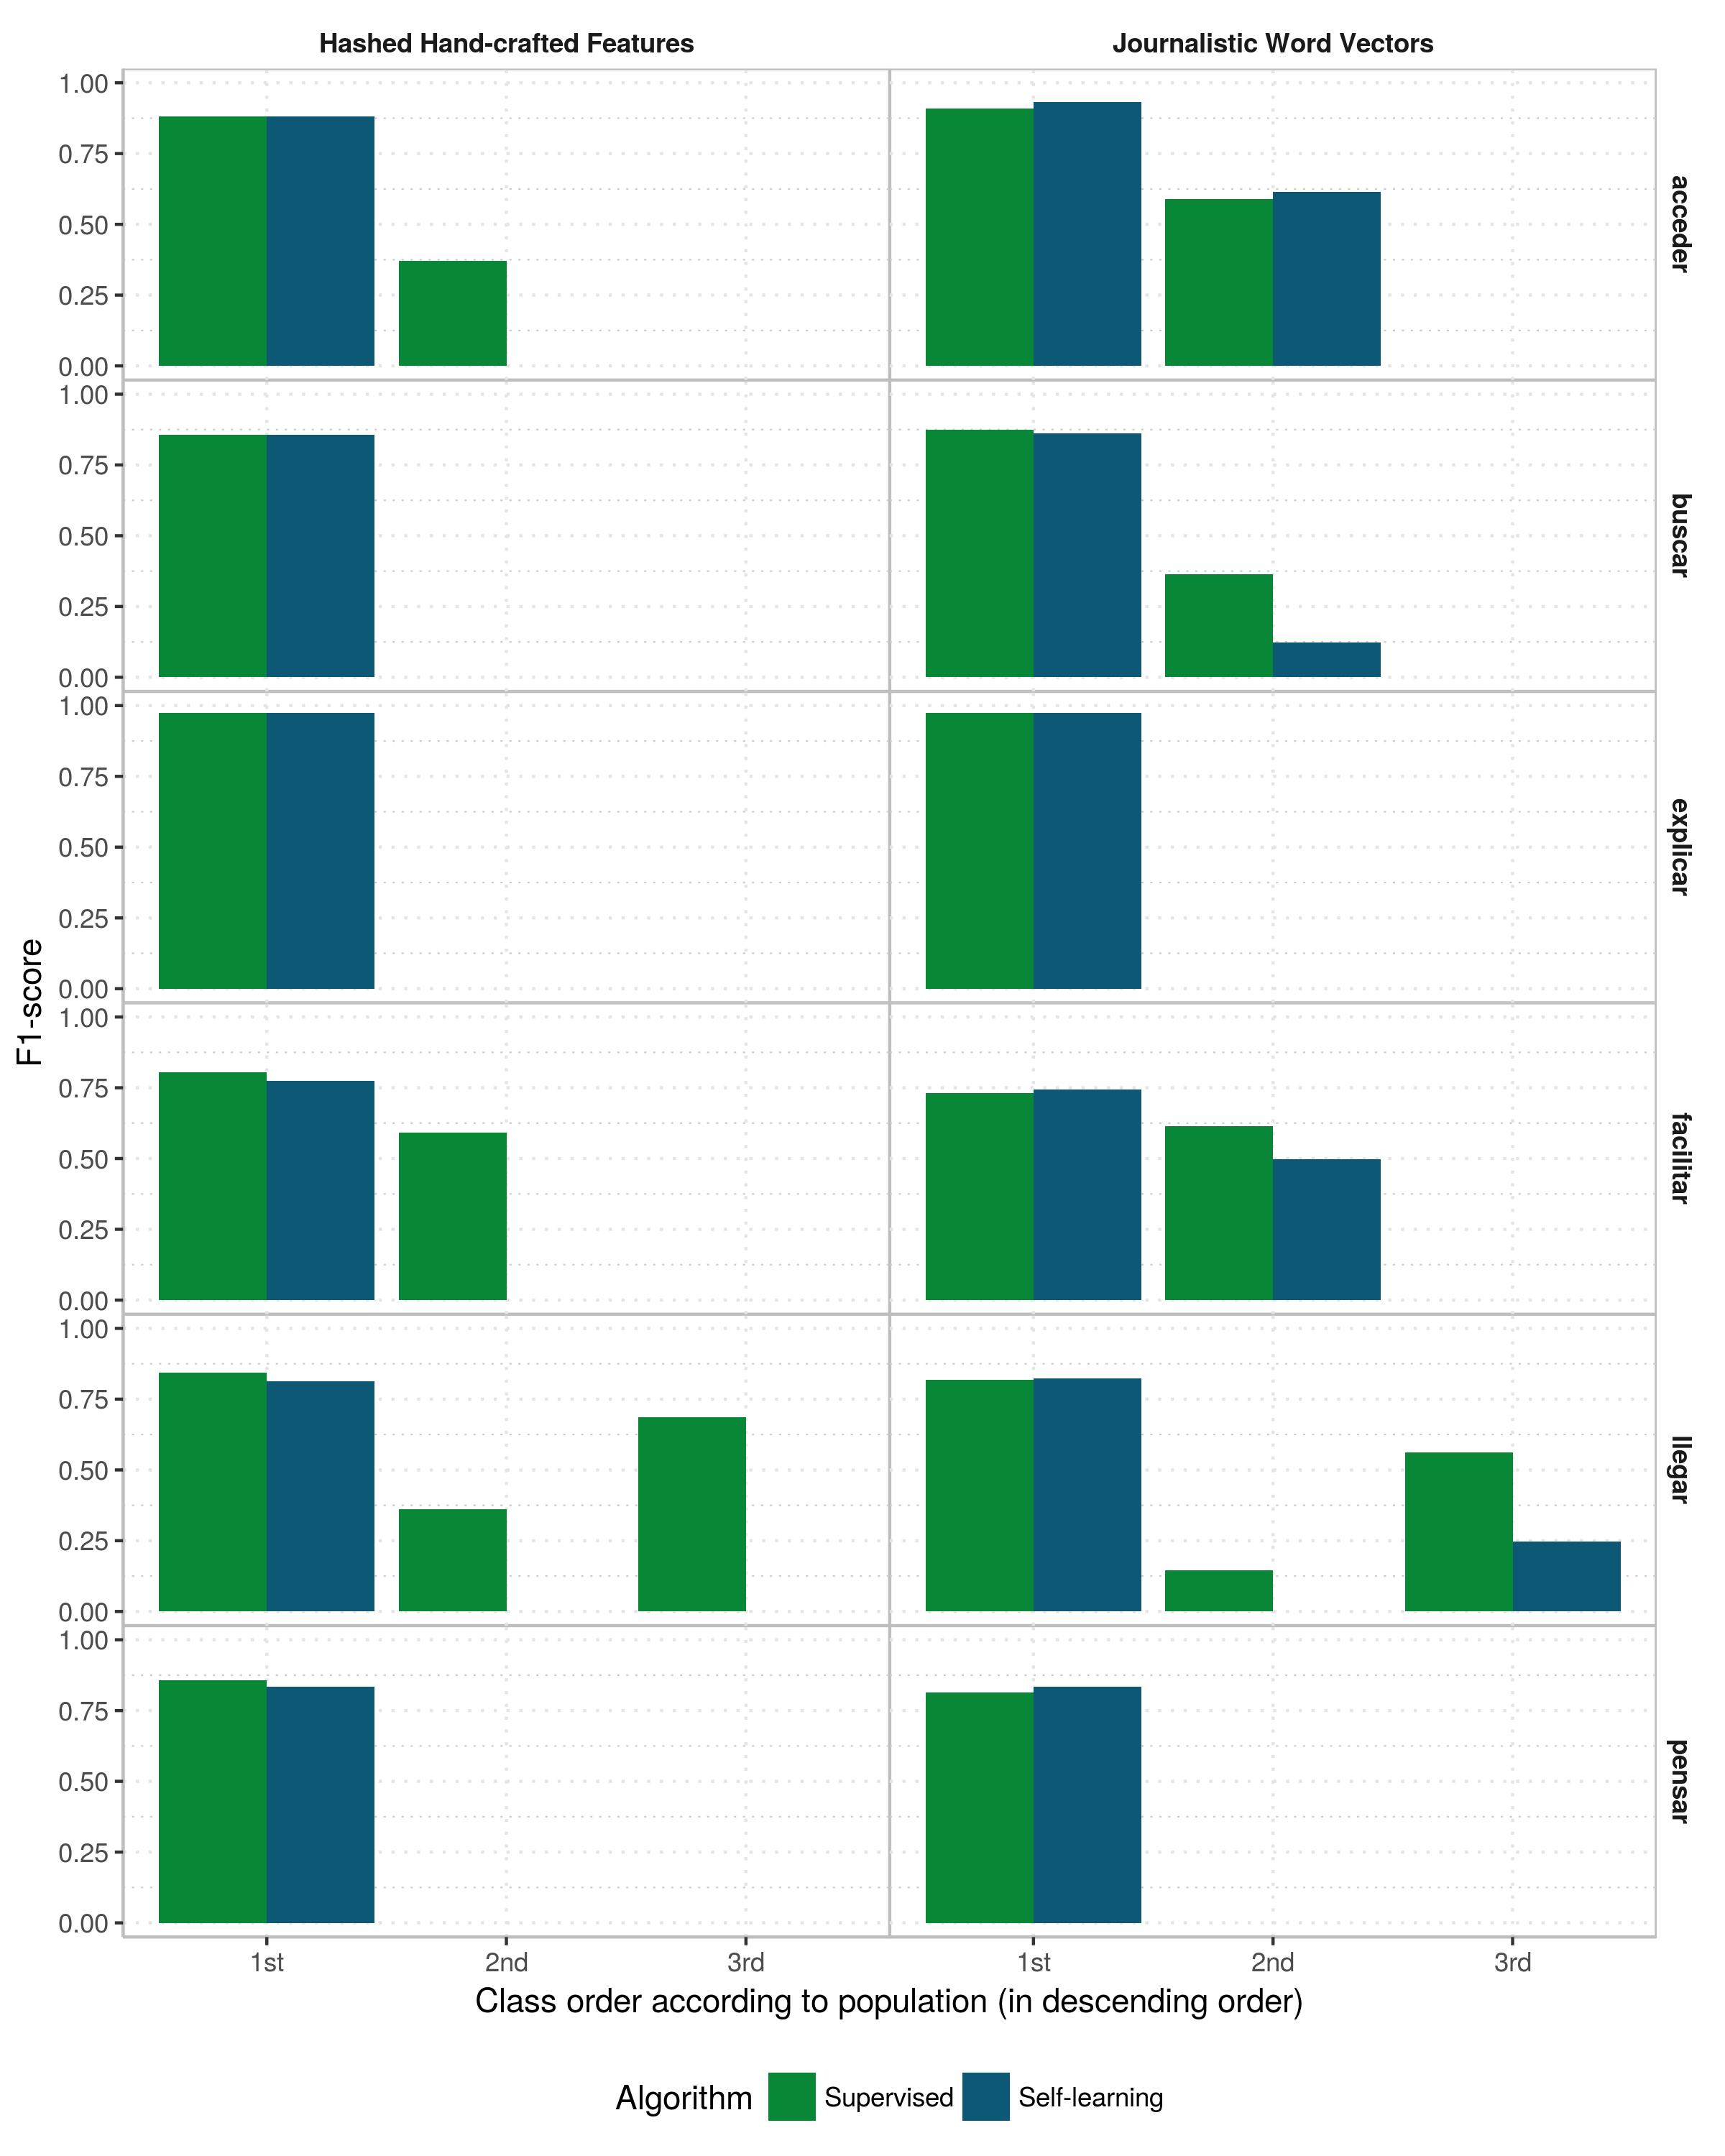 Hashed Hand-crafted Features
Journalistic Word Vectors
1.00
0.75
0.50
0.25
0.00
acceder
1.00
0.75
0.50
0.25
0.00
buscar
1.00
0.75
0.50
0.25
0.00
explicar
1.00
0.75
0.50
0.25
0.00
facilitar
1.00
0.75
0.50
0.25
0.00
llegar
1.00
0.75
0.50
0.25
0.00
pensar
F1-score
1st 2nd 3rd 1st 2nd 3rd
Class order according to population (in descending order)
Algorithm Supervised Self-learning